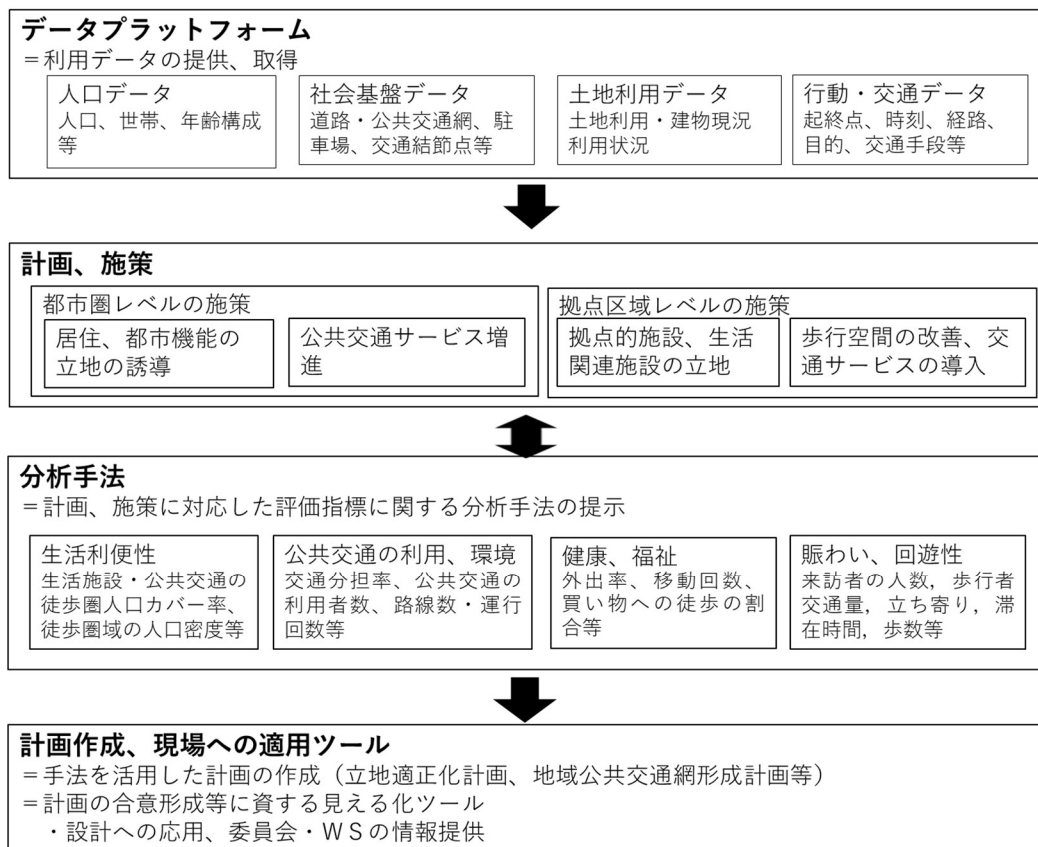 データプラットフォーム
＝利用データの提供、取得
人口データ
人口、世帯、年齢構成
等
社会基盤データ
道路・公共交通網、駐
車場、交通結節点等
土地利用データ
土地利用・建物現況
利用状況
行動・交通データ
起終点、時刻、経路、
目的、交通手段等
計画、施策
都市圏レベルの施策
居住、都市機能の
立地の誘導
公共交通サービス増
進
拠点区域レベルの施策
拠点的施設、生活
関連施設の立地
歩行空間の改善、交
通サービスの導入
分析手法
＝計画、施策に対応した評価指標に関する分析手法の提示
生活利便性
生活施設・公共交通の
徒歩圏人口カバー率、
徒歩圏域の人口密度等
公共交通の利用、環境
交通分担率、公共交通の
利用者数、路線数・運行
回数等
健康、福祉
外出率、移動回数、
買い物への徒歩の割
合等
賑わい、回遊性
来訪者の人数，歩行者
交通量，立ち寄り，滞
在時間，歩数等
計画作成、現場への適用ツール
＝手法を活用した計画の作成（立地適正化計画、地域公共交通網形成計画等）
＝計画の合意形成等に資する見える化ツール
・設計への応用、委員会・ＷＳの情報提供